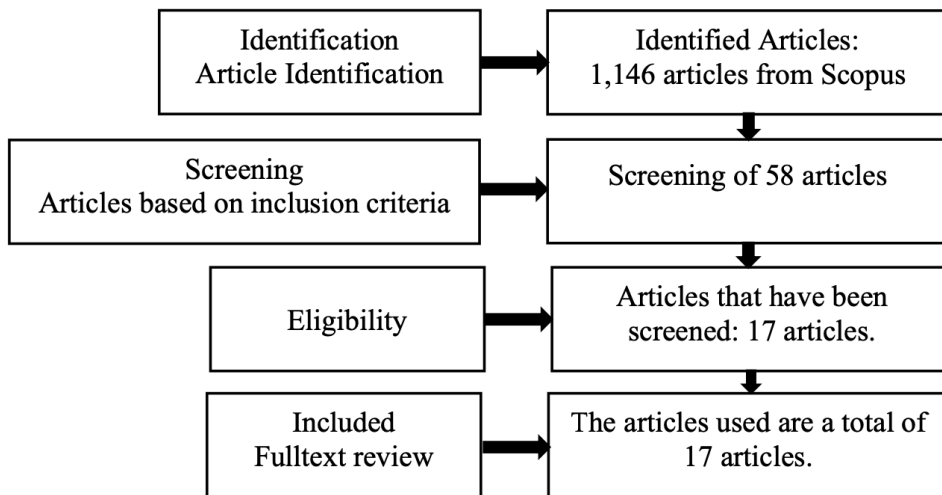 Identification
Article Identification
Identified Articles:
1,146 articles from Scopus
Screening
Articles based on inclusion criteria
Screening of 58 articles
Eligibility
Articles that have been
screened: 17 articles.
Included
Fulltext review
The articles used are a total of
17 articles.